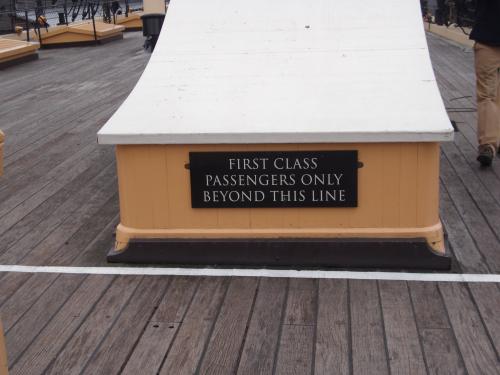 FIRST CLASS
PASSENGERS ONLY
BEYOND THIS LINE